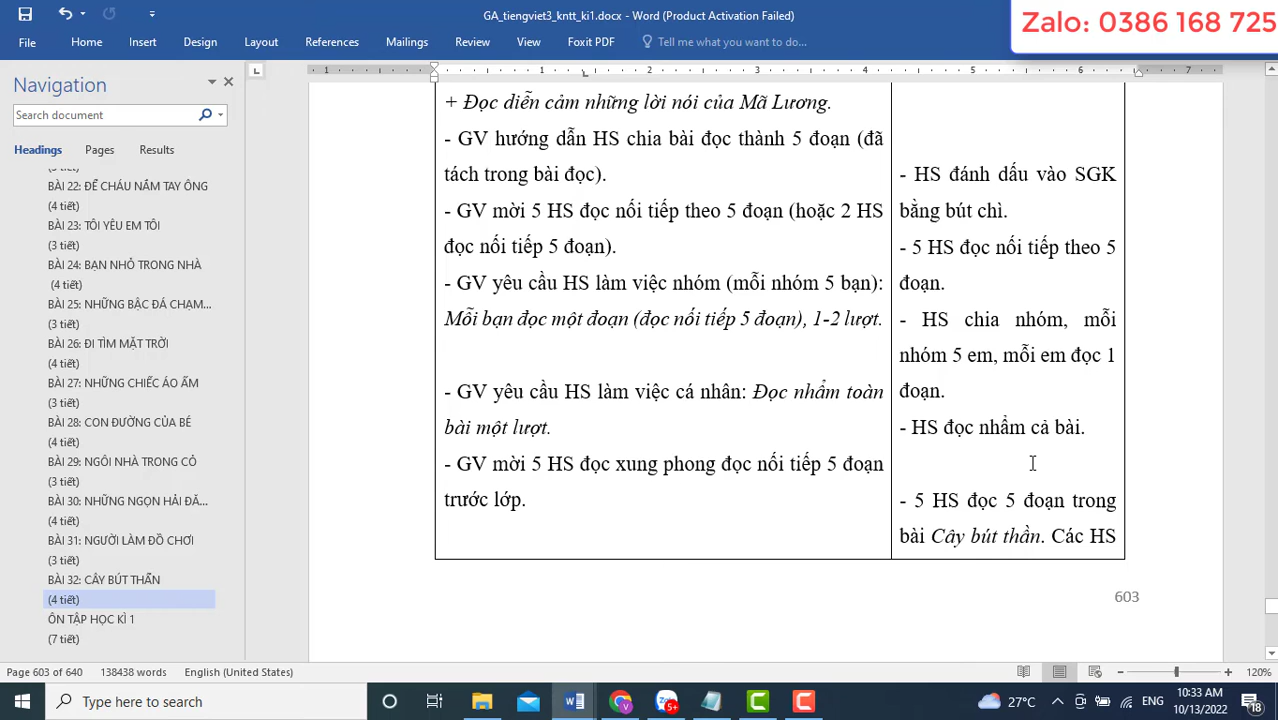 GA_tiengviet3_kntt_ki1.docx - Word (Product Activation Failed)
Zalo: 0386 168 725
File Home Insert Design Layout References Mailings Review View Foxit PDF Tell me what you want to do...
Navigation
Search document
Headings Pages Results
(3 tiết)
BÀI 22: ĐỂ CHÁU NẮM TAY ÔNG
(4 tiết)
BÀI 23: TÔI YÊU EM TÔI
(3 tiết)
BÀI 24: BẠN NHỎ TRONG NHÀ
(4 tiết)
BÀI 25: NHỮNG BẬC ĐÁ CHẠM...
(3 tiết)
BÀI 26: ĐI TÌM MẶT TRỜI
(4 tiết)
BÀI 27: NHỮNG CHIẾC ÁO ẤM
(3 tiết)
BÀI 28: CON ĐƯỜNG CỦA BÉ
(4 tiết)
BÀI 29: NGÔI NHÀ TRONG CỎ
(3 tiết)
BÀI 30: NHỮNG NGỌN HẢI ĐĂ...
(4 tiết)
BÀI 31: NGƯỜI LÀM ĐỒ CHƠI
(3 tiết)
BÀI 32: CÂY BÚT THẦN
(4 tiết)
ÔN TẬP HỌC KÌ 1
(7 tiết)
1 1 2 3 4 5 6 7
+ Đọc diễn cảm những lời nói của Mã Lương.
- GV hướng dẫn HS chia bài đọc thành 5 đoạn (đã
tách trong bài đọc).
- GV mời 5 HS đọc nối tiếp theo 5 đoạn (hoặc 2 HS
đọc nối tiếp 5 đoạn).
- GV yêu cầu HS làm việc nhóm (mỗi nhóm 5 bạn):
Mỗi bạn đọc một đoạn (đọc nối tiếp 5 đoạn), 1-2 lượt.
- GV yêu cầu HS làm việc cá nhân: Đọc nhẩm toàn
bài một lượt.
- GV mời 5 HS đọc xung phong đọc nối tiếp 5 đoạn
trước lớp.
- HS đánh dấu vào SGK
bằng bút chì.
- 5 HS đọc nối tiếp theo 5
đoạn.
- HS chia nhóm, mỗi
nhóm 5 em, mỗi em đọc 1
đoạn.
- HS đọc nhẩm cả bài.
- 5 HS đọc 5 đoạn trong
bài Cây bút thần. Các HS
603
Page 603 of 640 138438 words English (United States) 120%
Type here to search
27°C ENG
10:33 AM
10/13/2022
5+
18